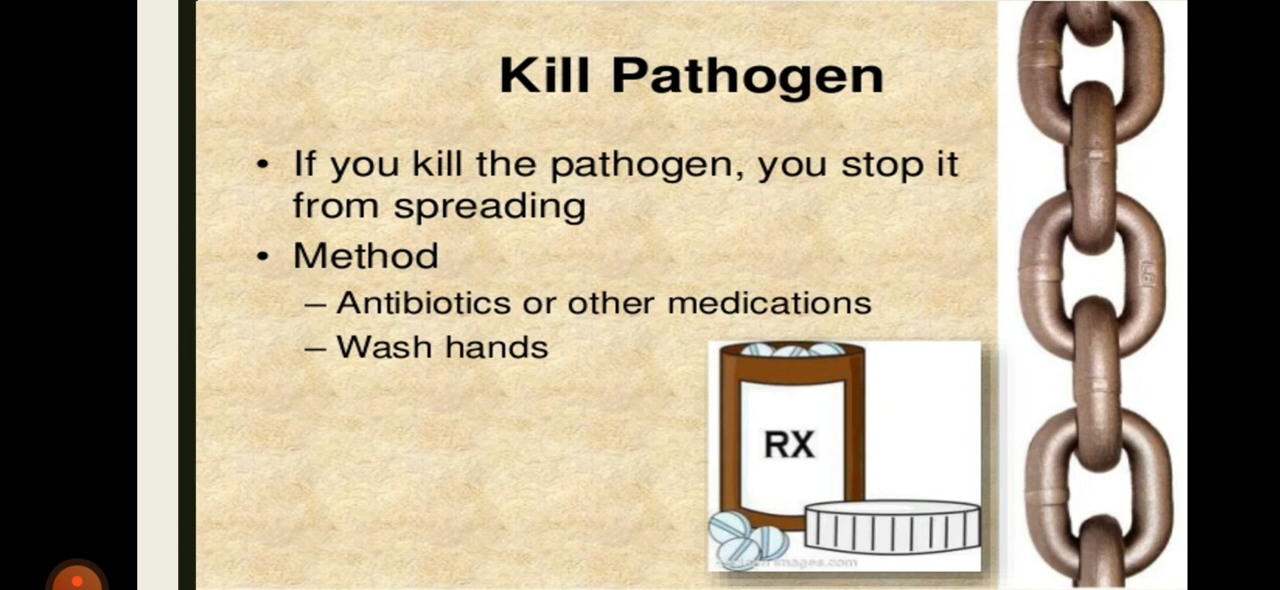 Kill Pathogen
• If you kill the pathogen, you stop it
from spreading
• Method
– Antibiotics or other medications
– Wash hands
RX